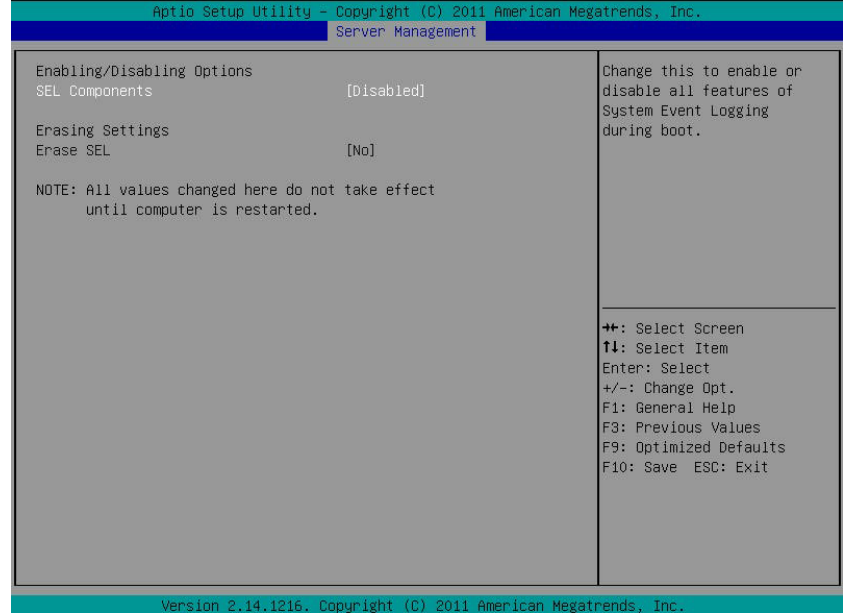 Aptio Setup Utility – Copyright (C) 2011 American Megatrends, Inc.
Server Management
Enabling/Disabling Options
SEL Components [Disabled]
Erasing Settings
Erase SEL [No]
NOTE: All values changed here do not take effect
until computer is restarted.
Change this to enable or
disable all features of
System Event Logging
during boot.
→←: Select Screen
↑↓: Select Item
Enter: Select
+/-: Change Opt.
F1: General Help
F3: Previous Values
F9: Optimized Defaults
F10: Save ESC: Exit
Version 2.14.1216. Copyright (C) 2011 American Megatrends, Inc.